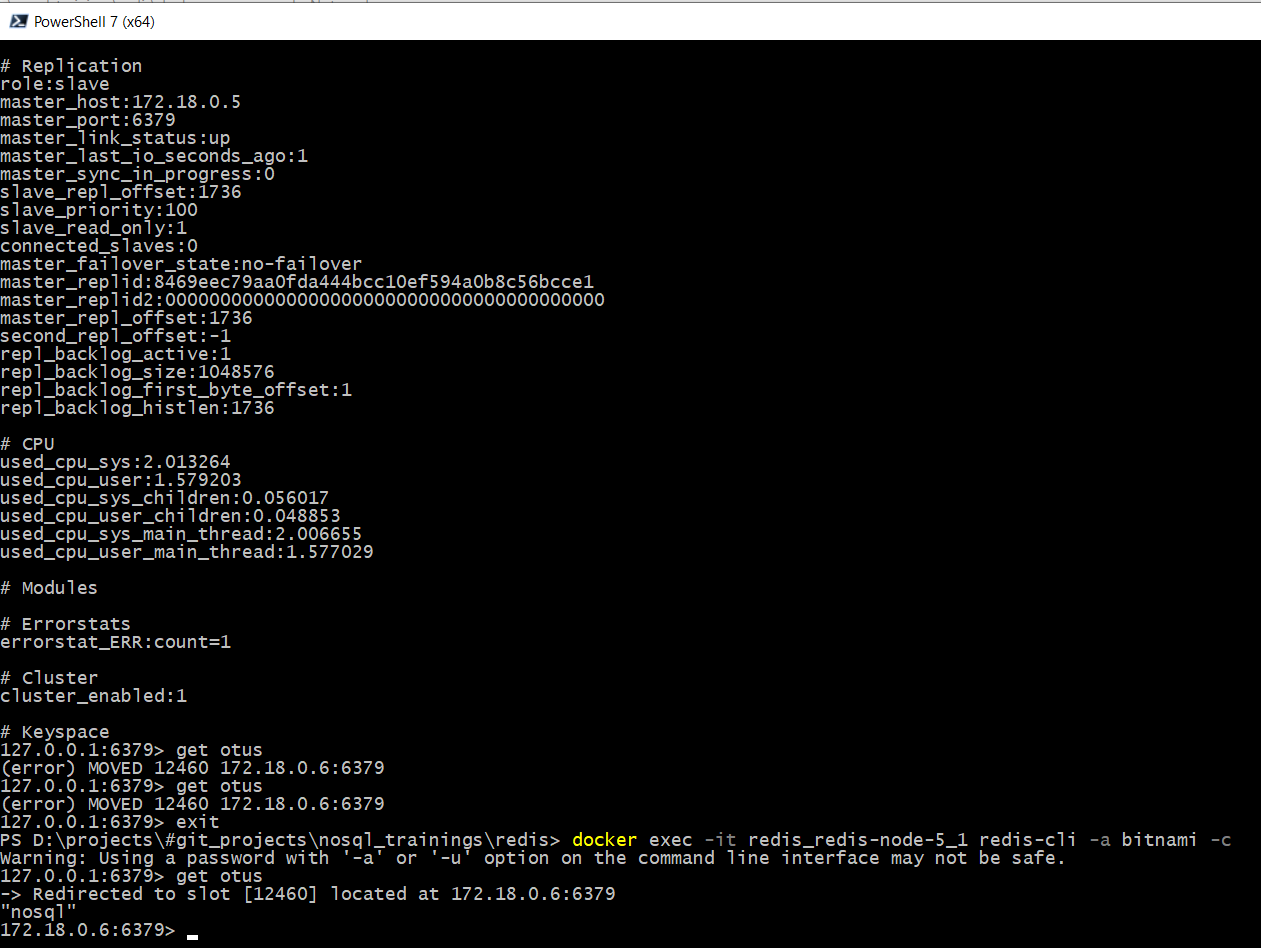 PowerShell 7 (x64)
# Replication
role:slave
master_host:172.18.0.5
master_port:6379
master_link_status:up
master_last_io_seconds_ago:1
master_sync_in_progress:0
slave_repl_offset:1736
slave_priority:100
slave_read_only:1
connected_slaves:0
master_failover_state:no-failover
master_replid:8469eec79aa0fda444bcc10ef594a0b8c56bcce1
master_replid2:0000000000000000000000000000000000000000
master_repl_offset:1736
second_repl_offset:-1
repl_backlog_active:1
repl_backlog_size:1048576
repl_backlog_first_byte_offset:1
repl_backlog_histlen:1736
# CPU
used_cpu_sys:2.013264
used_cpu_user:1.579203
used_cpu_sys_children:0.056017
used_cpu_user_children:0.048853
used_cpu_sys_main_thread:2.006655
used_cpu_user_main_thread:1.577029
# Modules
# Errorstats
errorstat_ERR:count=1
# Cluster
cluster_enabled:1
# Keyspace
127.0.0.1:6379> get otus
(error) MOVED 12460 172.18.0.6:6379
127.0.0.1:6379> get otus
(error) MOVED 12460 172.18.0.6:6379
127.0.0.1:6379> exit
PS D:\projects\#git_projects\nosql_trainings\redis> docker exec -it redis_redis-node-5_1 redis-cli -a bitnami -c
Warning: Using a password with '-a' or '-u' option on the command line interface may not be safe.
127.0.0.1:6379> get otus
-> Redirected to slot [12460] located at 172.18.0.6:6379
"nosql"
172.18.0.6:6379>